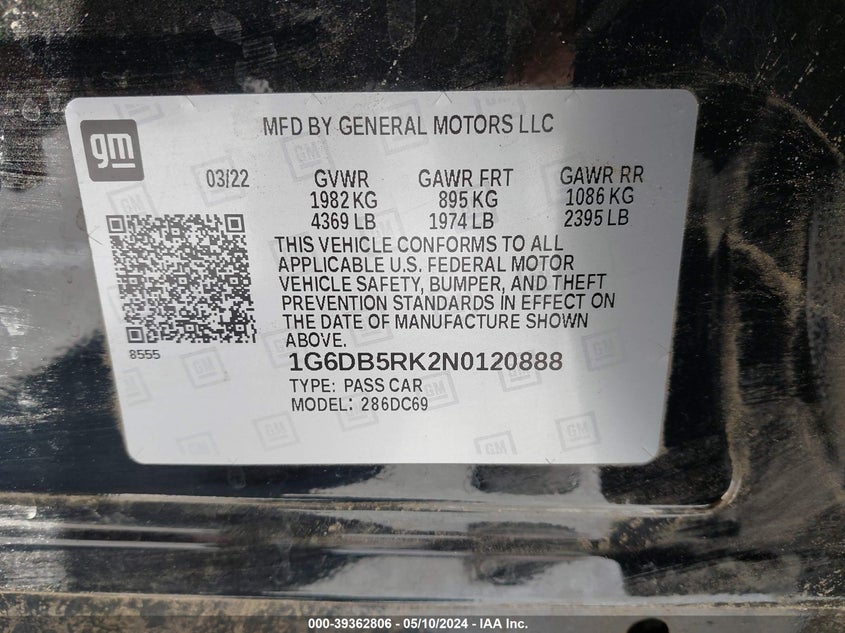 gm
MFD BY GENERAL MOTORS LLC
03/22 GVWR GAWR FRT GAWR RR
1982 KG 895 KG 1086 KG
4369 LB 1974 LB 2395 LB
THIS VEHICLE CONFORMS TO ALL
APPLICABLE U.S. FEDERAL MOTOR
VEHICLE SAFETY, BUMPER, AND THEFT
PREVENTION STANDARDS IN EFFECT ON
THE DATE OF MANUFACTURE SHOWN
ABOVE.
8555
1G6DB5RK2N0120888
TYPE: PASS CAR
MODEL: 286DC69
000-39362806 - 05/10/2024 - IAA Inc.